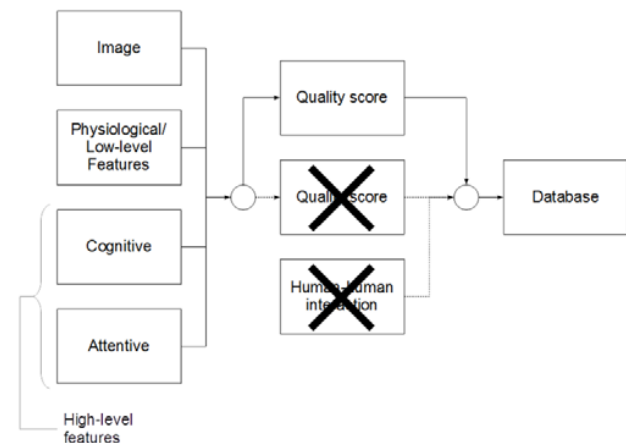 Image
Physiological/
Low-level
Features
Cognitive
Attentive
High-level
features
Quality score
Quality score
Human-human
interaction
Database